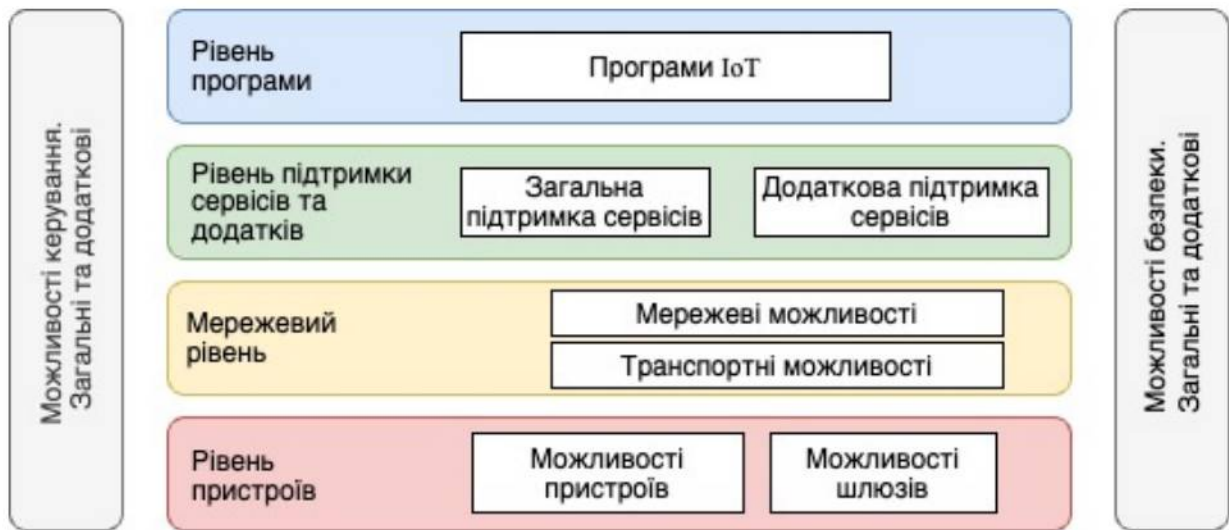 Можливості керування.
Загальні та додаткові
Рівень
програми
Програми IoT
Рівень підтримки
сервісів та
додатків
Загальна
підтримка сервісів
Додаткова підтримка
сервісів
Мережевий
рівень
Мережеві можливості
Транспортні можливості
Рівень
пристроїв
Можливості
пристроїв
Можливості
шлюзів
Можливості безпеки.
Загальні та додаткові